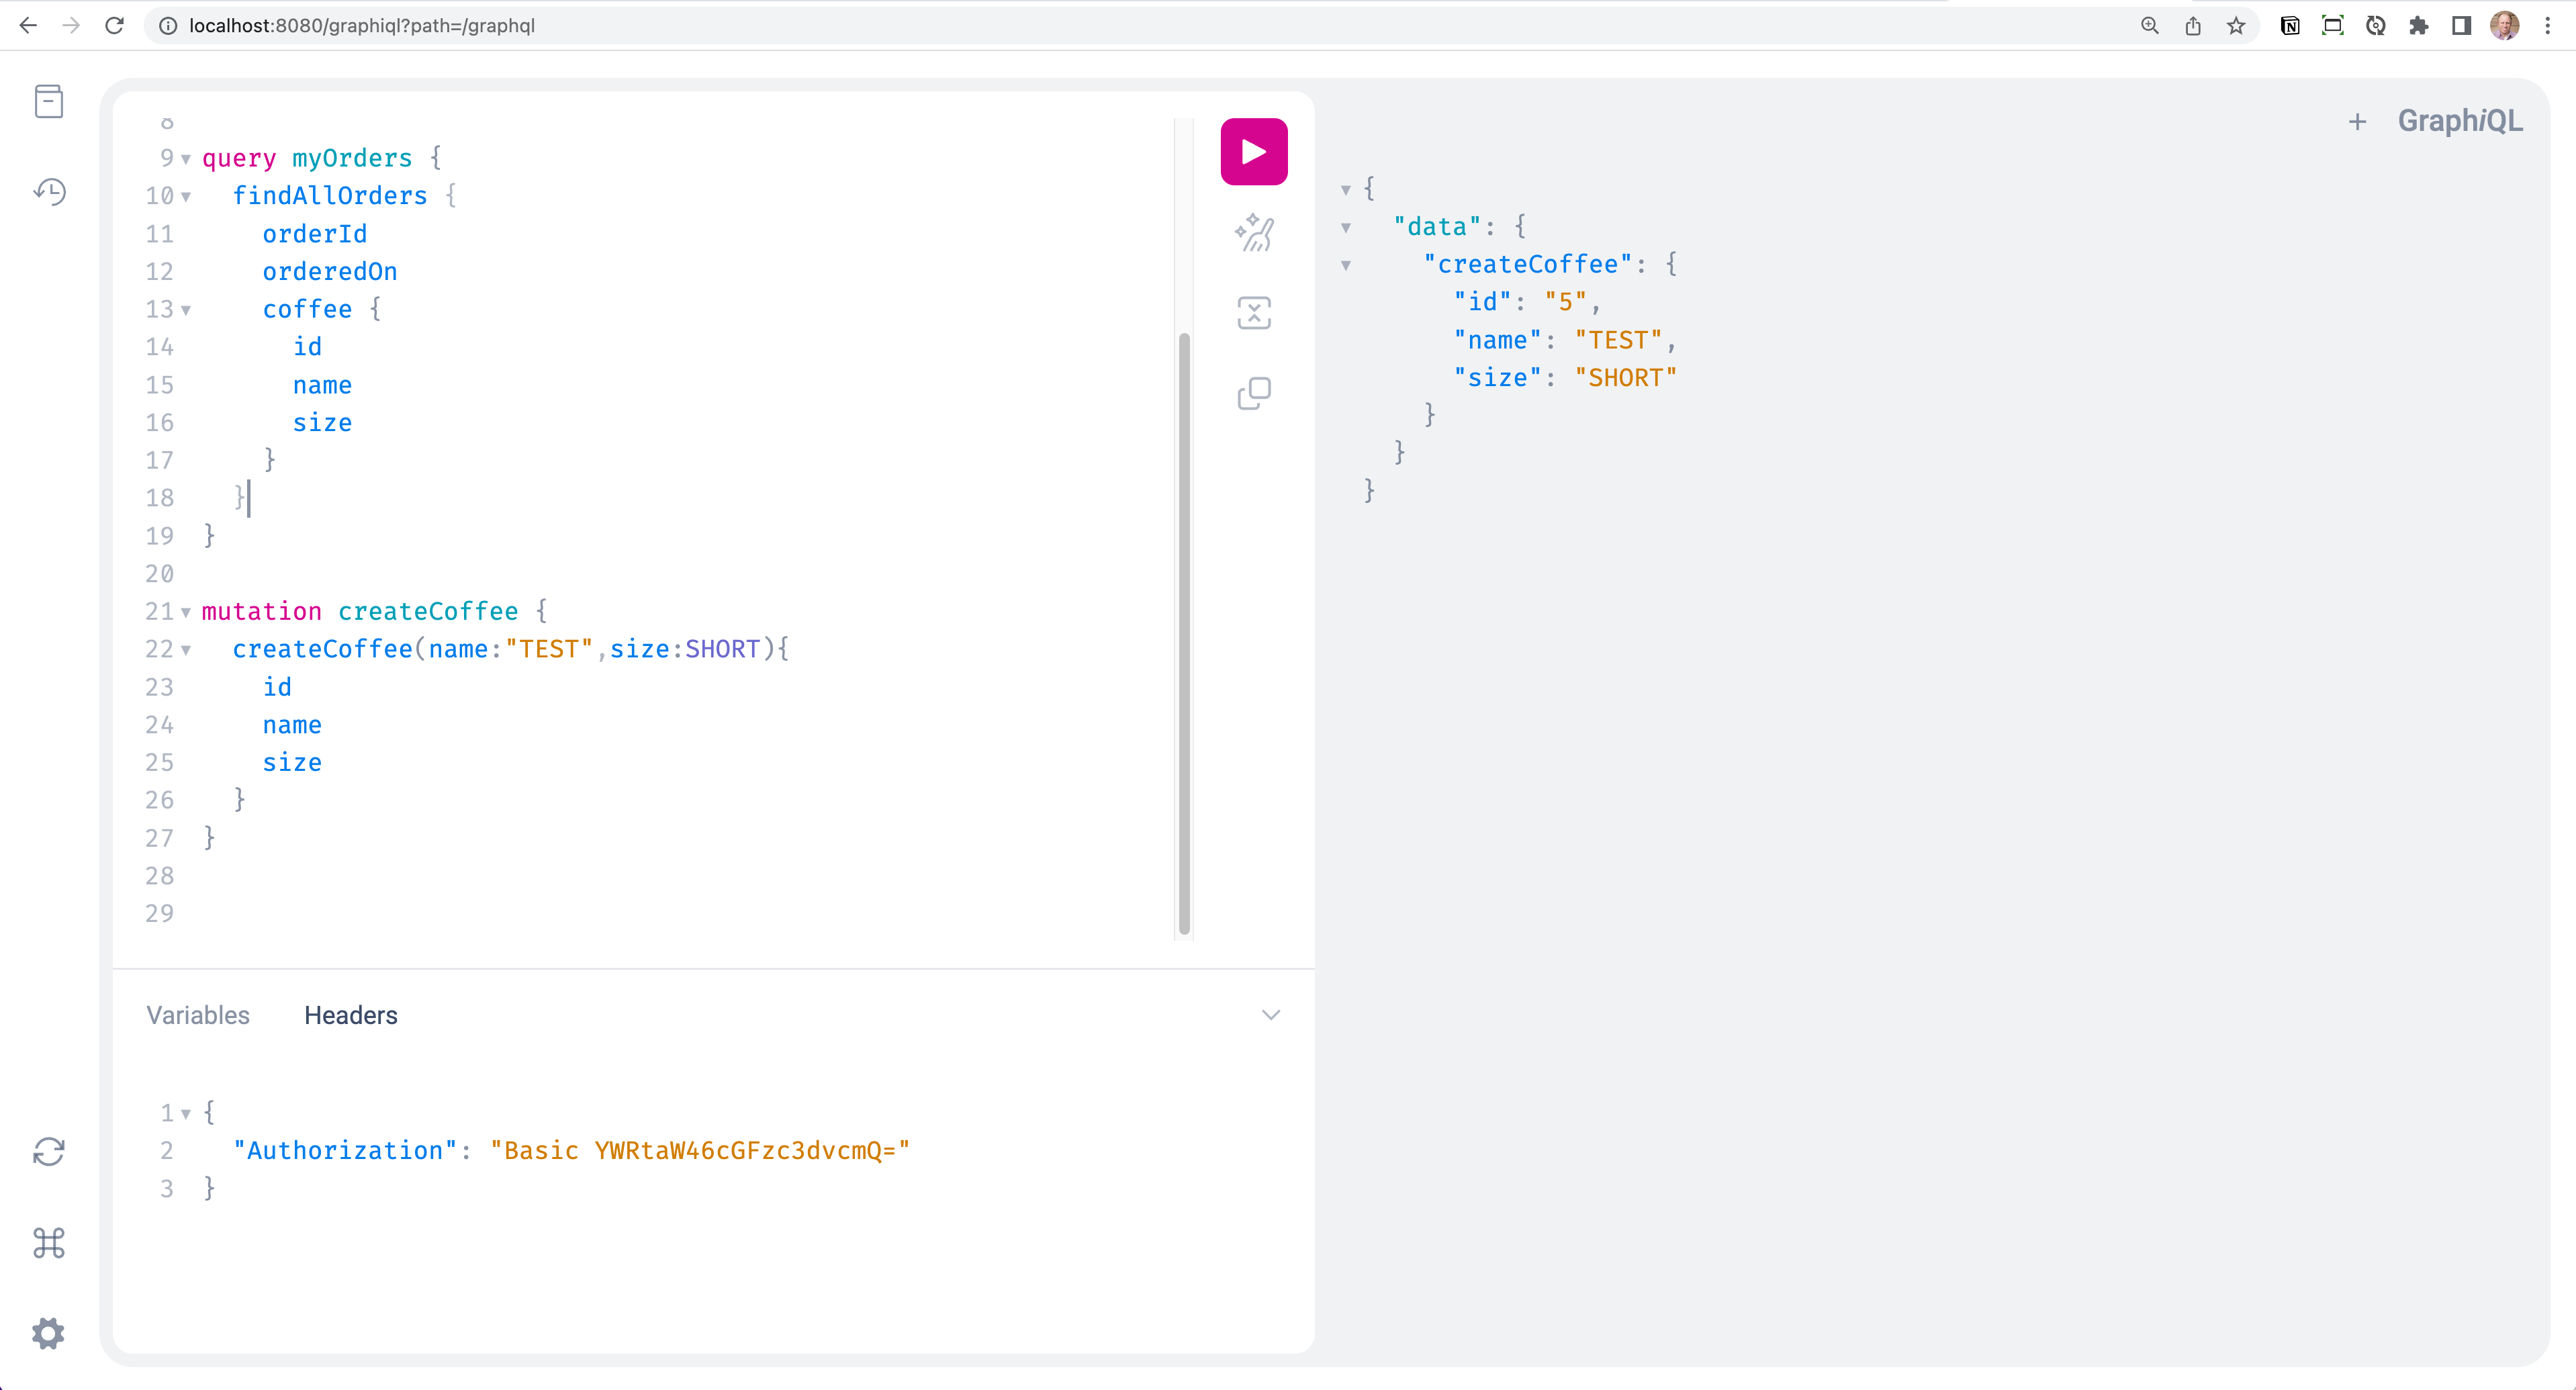 localhost:8080/graphiql?path=/graphql
GraphiQL
8
9 query myOrders {
10 findAllOrders {
11 orderId
12 orderedOn
13 coffee {
14 id
15 name
16 size
17 }
18 }
19 }
20
21 mutation createCoffee {
22 createCoffee(name:"TEST",size:SHORT){
23 id
24 name
25 size
26 }
27 }
28
29
{
"data": {
"createCoffee": {
"id": "5",
"name": "TEST",
"size": "SHORT"
}
}
}
Variables Headers
1 {
2 "Authorization": "Basic YWRtaW46cGFzc3dvcmQ="
3 }